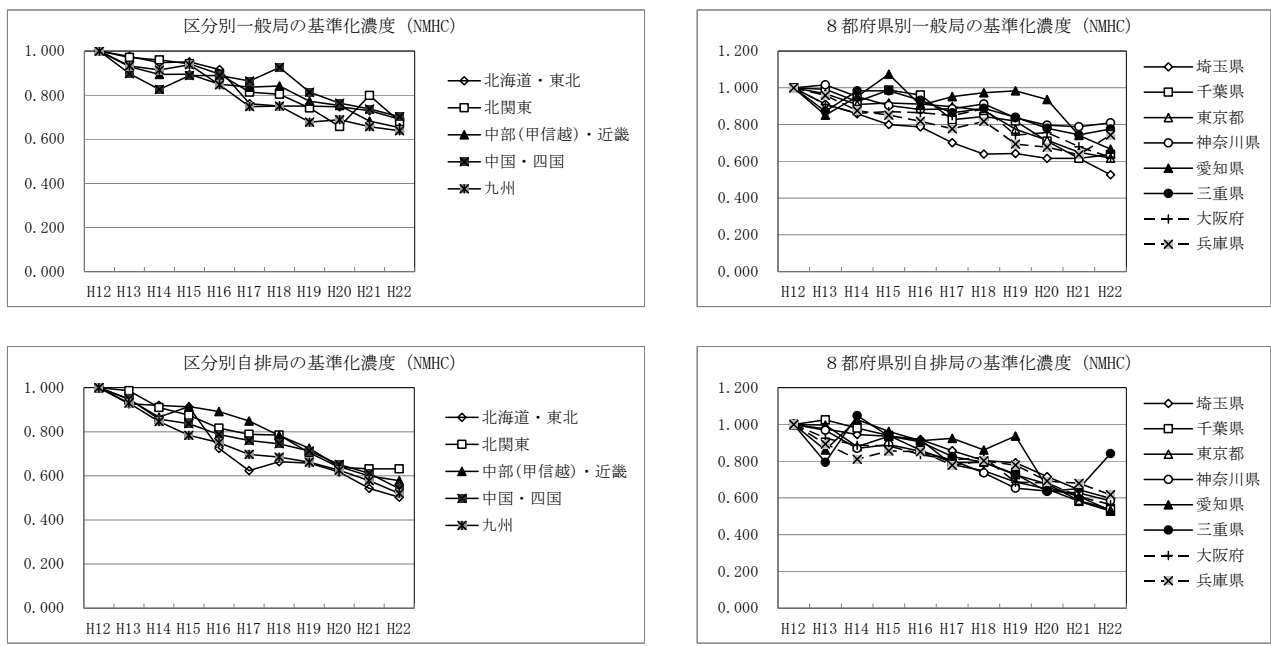 区分別一般局の基準化濃度 (NMHC)
1.000
0.800
0.600
0.400
0.200
0.000
H12 H13 H14 H15 H16 H17 H18 H19 H20 H21 H22
北海道・東北
北関東
中部(甲信越)・近畿
中国・四国
九州
8都府県別一般局の基準化濃度 (NMHC)
1.200
1.000
0.800
0.600
0.400
0.200
0.000
H12 H13 H14 H15 H16 H17 H18 H19 H20 H21 H22
埼玉県
千葉県
東京都
神奈川県
愛知県
三重県
大阪府
兵庫県
区分別自排局の基準化濃度 (NMHC)
1.000
0.800
0.600
0.400
0.200
0.000
H12 H13 H14 H15 H16 H17 H18 H19 H20 H21 H22
北海道・東北
北関東
中部(甲信越)・近畿
中国・四国
九州
8都府県別自排局の基準化濃度 (NMHC)
1.200
1.000
0.800
0.600
0.400
0.200
0.000
H12 H13 H14 H15 H16 H17 H18 H19 H20 H21 H22
埼玉県
千葉県
東京都
神奈川県
愛知県
三重県
大阪府
兵庫県